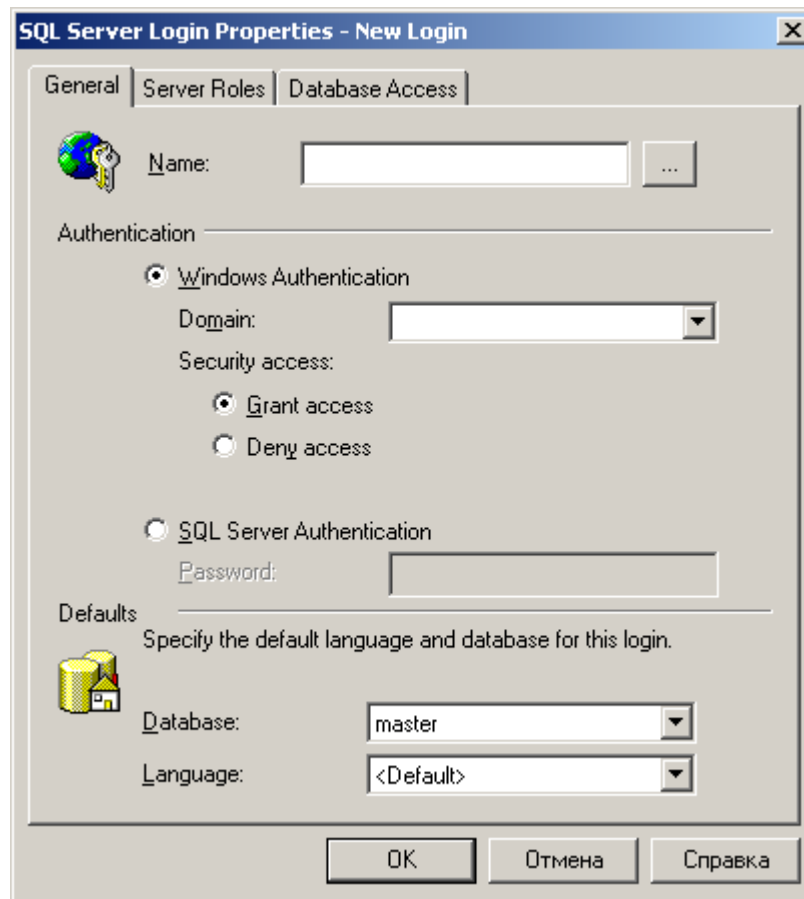 SQL Server Login Properties - New Login
General Server Roles Database Access
Name: ...
Authentication
Windows Authentication
Domain:
Security access:
Grant access
Deny access
SQL Server Authentication
Password:
Defaults
Specify the default language and database for this login.
Database: master
Language: <Default>
OK Отмена Справка